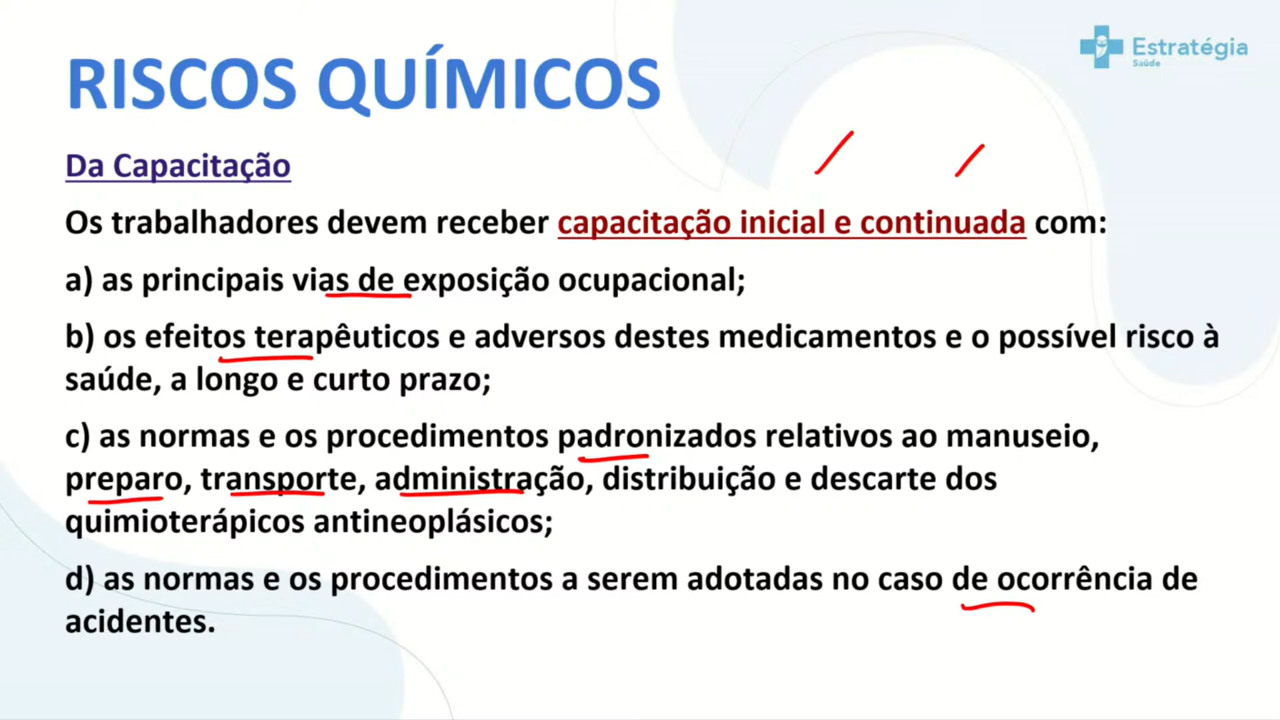 RISCOS QUÍMICOS
Estratégia
Saúde
Da Capacitação
Os trabalhadores devem receber capacitação inicial e continuada com:
a) as principais vias de exposição ocupacional;
b) os efeitos terapêuticos e adversos destes medicamentos e o possível risco à
saúde, a longo e curto prazo;
c) as normas e os procedimentos padronizados relativos ao manuseio,
preparo, transporte, administração, distribuição e descarte dos
quimioterápicos antineoplásicos;
d) as normas e os procedimentos a serem adotadas no caso de ocorrência de
acidentes.